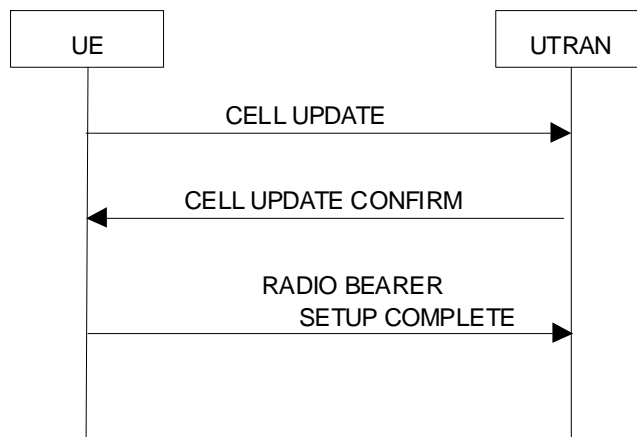 UE
UTRAN
CELL UPDATE
CELL UPDATE CONFIRM
RADIO BEARER
SETUP COMPLETE